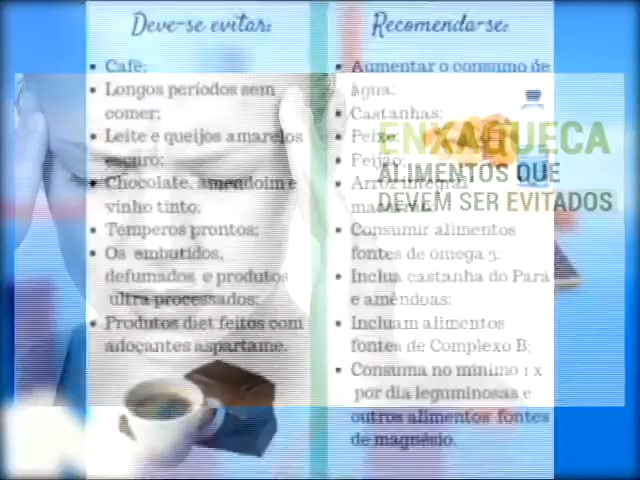 Deve-se evitar:
• Café;
• Longos períodos sem
comer;
• Leite e queijos amarelos
escuro;
• Chocolate, amendoim e
vinho tinto;
• Temperos prontos;
• Os embutidos,
defumados e produtos
ultra processados;
• Produtos diet feitos com
adoçantes aspartame.
Recomenda-se:
• Aumentar o consumo de
água;
• Castanhas;
• Peixe;
• Feijão;
• Arroz integral
• Consumir alimentos
fontes de ômega 3;
• Inclua castanha do Pará
e amêndoas;
• Incluam alimentos
fontes de Complexo B;
• Consuma no mínimo 1 x
por dia leguminosas e
outros alimentos fontes
de magnésio.
ENXAQUECA
ALIMENTOS QUE
DEVEM SER EVITADOS